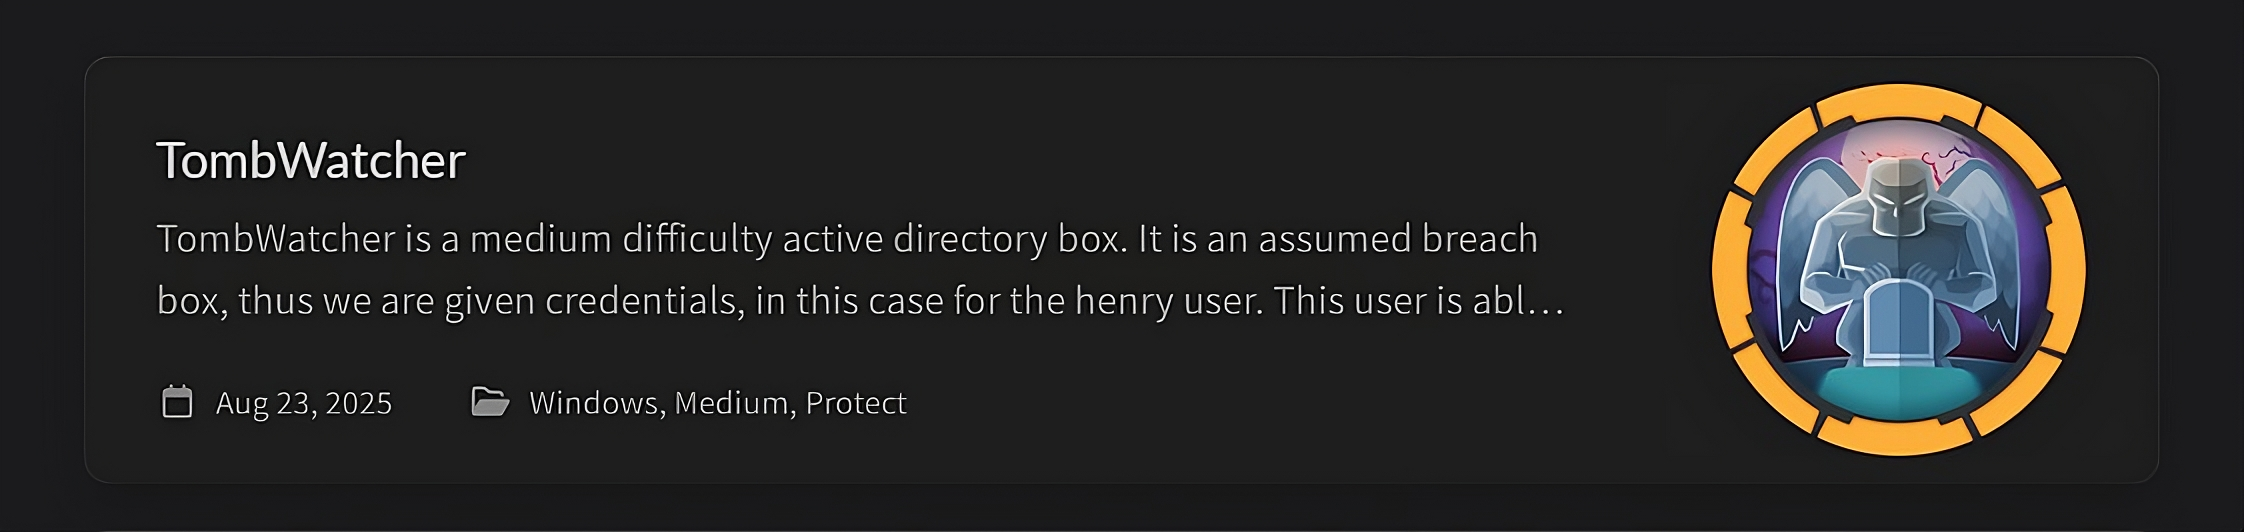 TombWatcher
TombWatcher is a medium difficulty active directory box. It is an assumed breach
box, thus we are given credentials, in this case for the henry user. This user is abl...
Aug 23, 2025
Windows, Medium, Protect